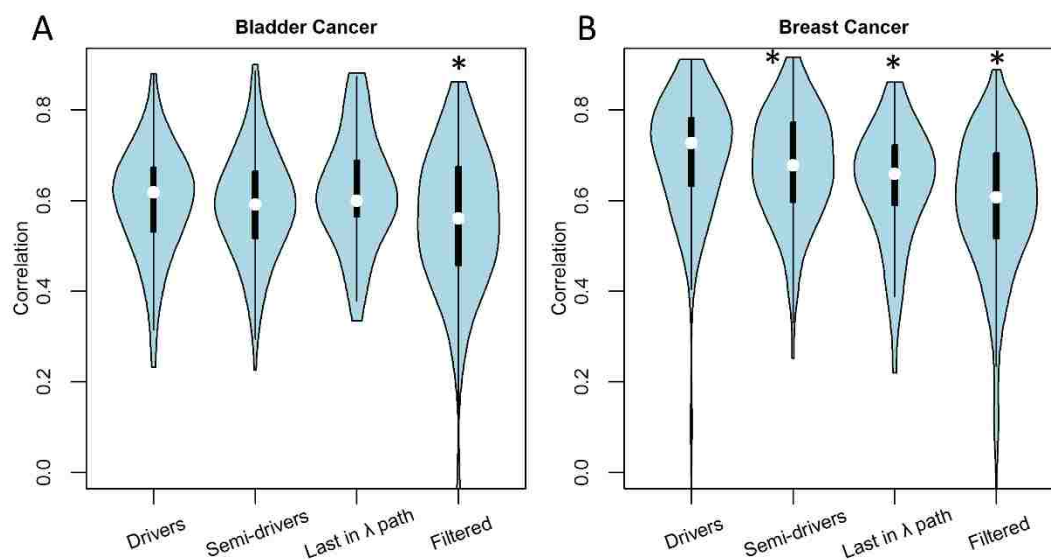 A
Bladder Cancer
*
Correlation
0.8
0.6
0.4
0.2
0.0
Drivers
Semi-drivers
Last in λ path
Filtered
B
Breast Cancer
*
*
*
Correlation
0.8
0.6
0.4
0.2
0.0
Drivers
Semi-drivers
Last in λ path
Filtered